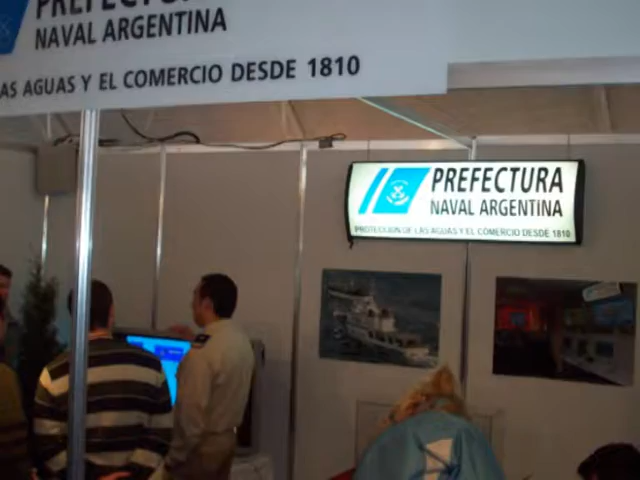 NAVAL ARGENTINA
AS AGUAS Y EL COMERCIO DESDE 1810
PREFECTURA
NAVAL ARGENTINA
PROTECCION DE LAS AGUAS Y EL COMERCIO DESDE 1810